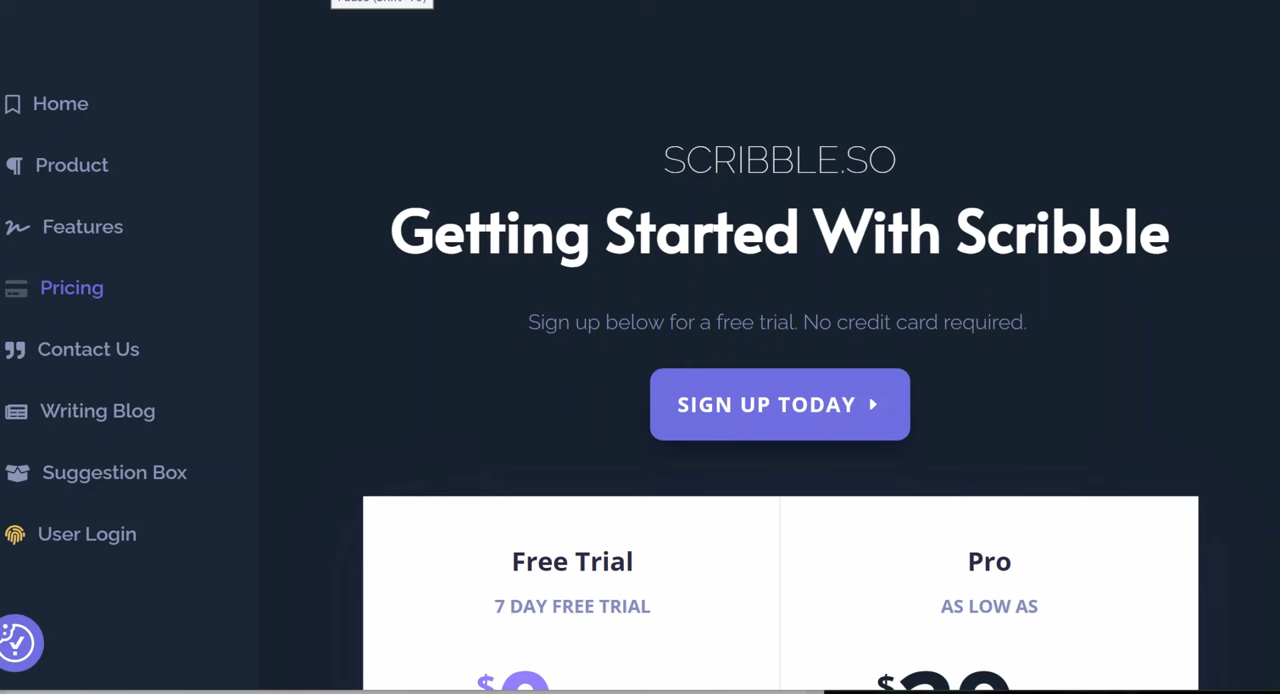 Home
Product
Features
Pricing
Contact Us
Writing Blog
Suggestion Box
User Login
SCRIBBLE.SO
Getting Started With Scribble
Sign up below for a free trial. No credit card required.
SIGN UP TODAY
Free Trial
7 DAY FREE TRIAL
Pro
AS LOW AS